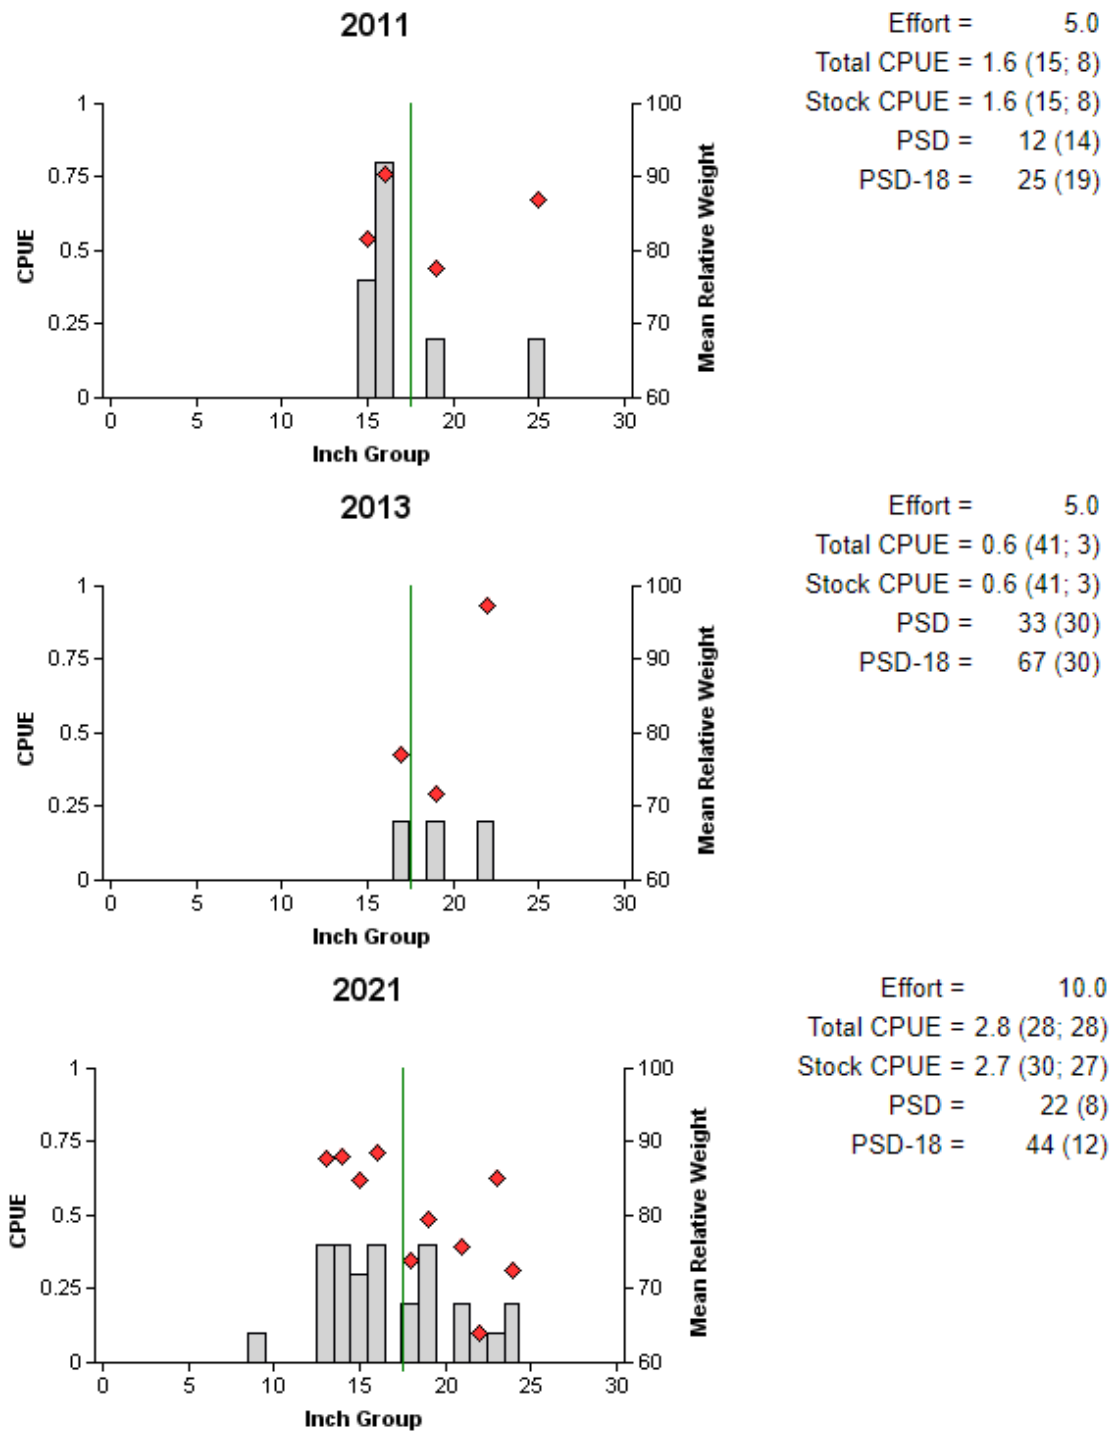 2011
Effort = 5.0
Total CPUE = 1.6 (15; 8)
Stock CPUE = 1.6 (15; 8)
PSD = 12 (14)
PSD-18 = 25 (19)
1
0.75
0.5
0.25
0
CPUE
100
90
80
70
60
Mean Relative Weight
0 5 10 15 20 25 30
Inch Group
2013
Effort = 5.0
Total CPUE = 0.6 (41; 3)
Stock CPUE = 0.6 (41; 3)
PSD = 33 (30)
PSD-18 = 67 (30)
1
0.75
0.5
0.25
0
CPUE
100
90
80
70
60
Mean Relative Weight
0 5 10 15 20 25 30
Inch Group
2021
Effort = 10.0
Total CPUE = 2.8 (28; 28)
Stock CPUE = 2.7 (30; 27)
PSD = 22 (8)
PSD-18 = 44 (12)
1
0.75
0.5
0.25
0
CPUE
100
90
80
70
60
Mean Relative Weight
0 5 10 15 20 25 30
Inch Group